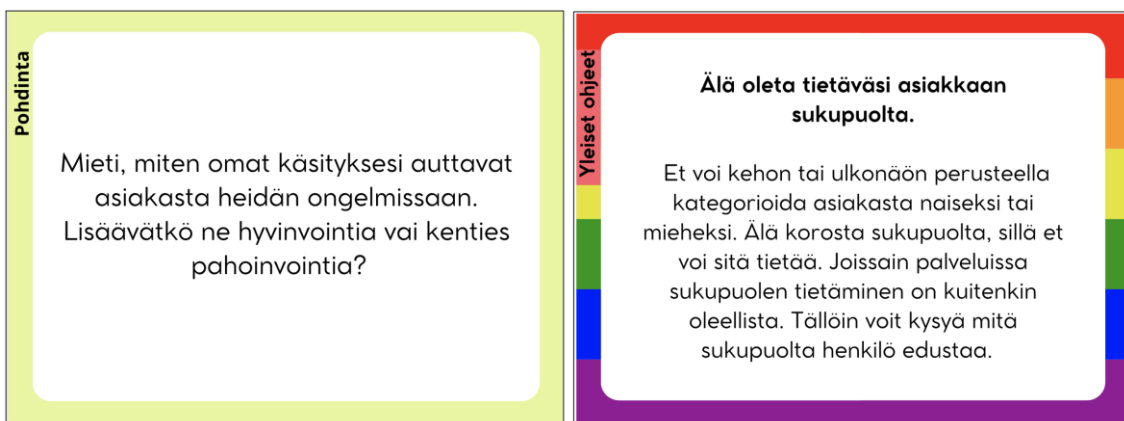 Pohdinta
Mieti, miten omat käsityksesi auttavat
asiakasta heidän ongelmissaan.
Lisäävätkö ne hyvinvointia vai kenties
pahoinvointia?
Yleiset ohjeet
Älä oleta tietäväsi asiakkaan
sukupuolta.
Et voi kehon tai ulkonäön perusteella
kategorioida asiakasta naiseksi tai
mieheksi. Älä korosta sukupuolta, sillä et
voi sitä tietää. Joissain palveluissa
sukupuolen tietäminen on kuitenkin
oleellista. Tällöin voit kysyä mitä
sukupuolta henkilö edustaa.